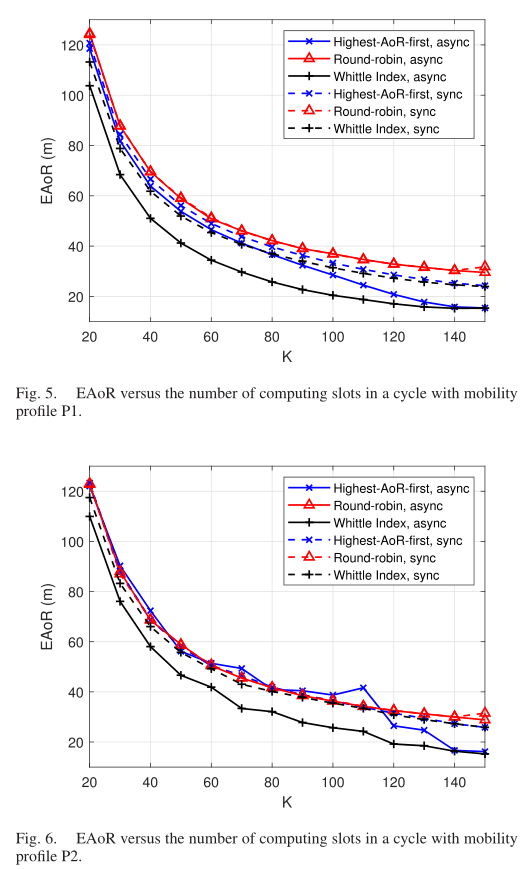 120
100
80
60
40
20
EAoR (m)
20 40 60 80 100 120 140
K
Highest-AoR-first, async
Round-robin, async
Whittle Index, async
Highest-AoR-first, sync
Round-robin, sync
Whittle Index, sync
Fig. 5. EAoR versus the number of computing slots in a cycle with mobility
profile P1.
120
100
80
60
40
20
EAoR (m)
20 40 60 80 100 120 140
K
Highest-AoR-first, async
Round-robin, async
Whittle Index, async
Highest-AoR-first, sync
Round-robin, sync
Whittle Index, sync
Fig. 6. EAoR versus the number of computing slots in a cycle with mobility
profile P2.